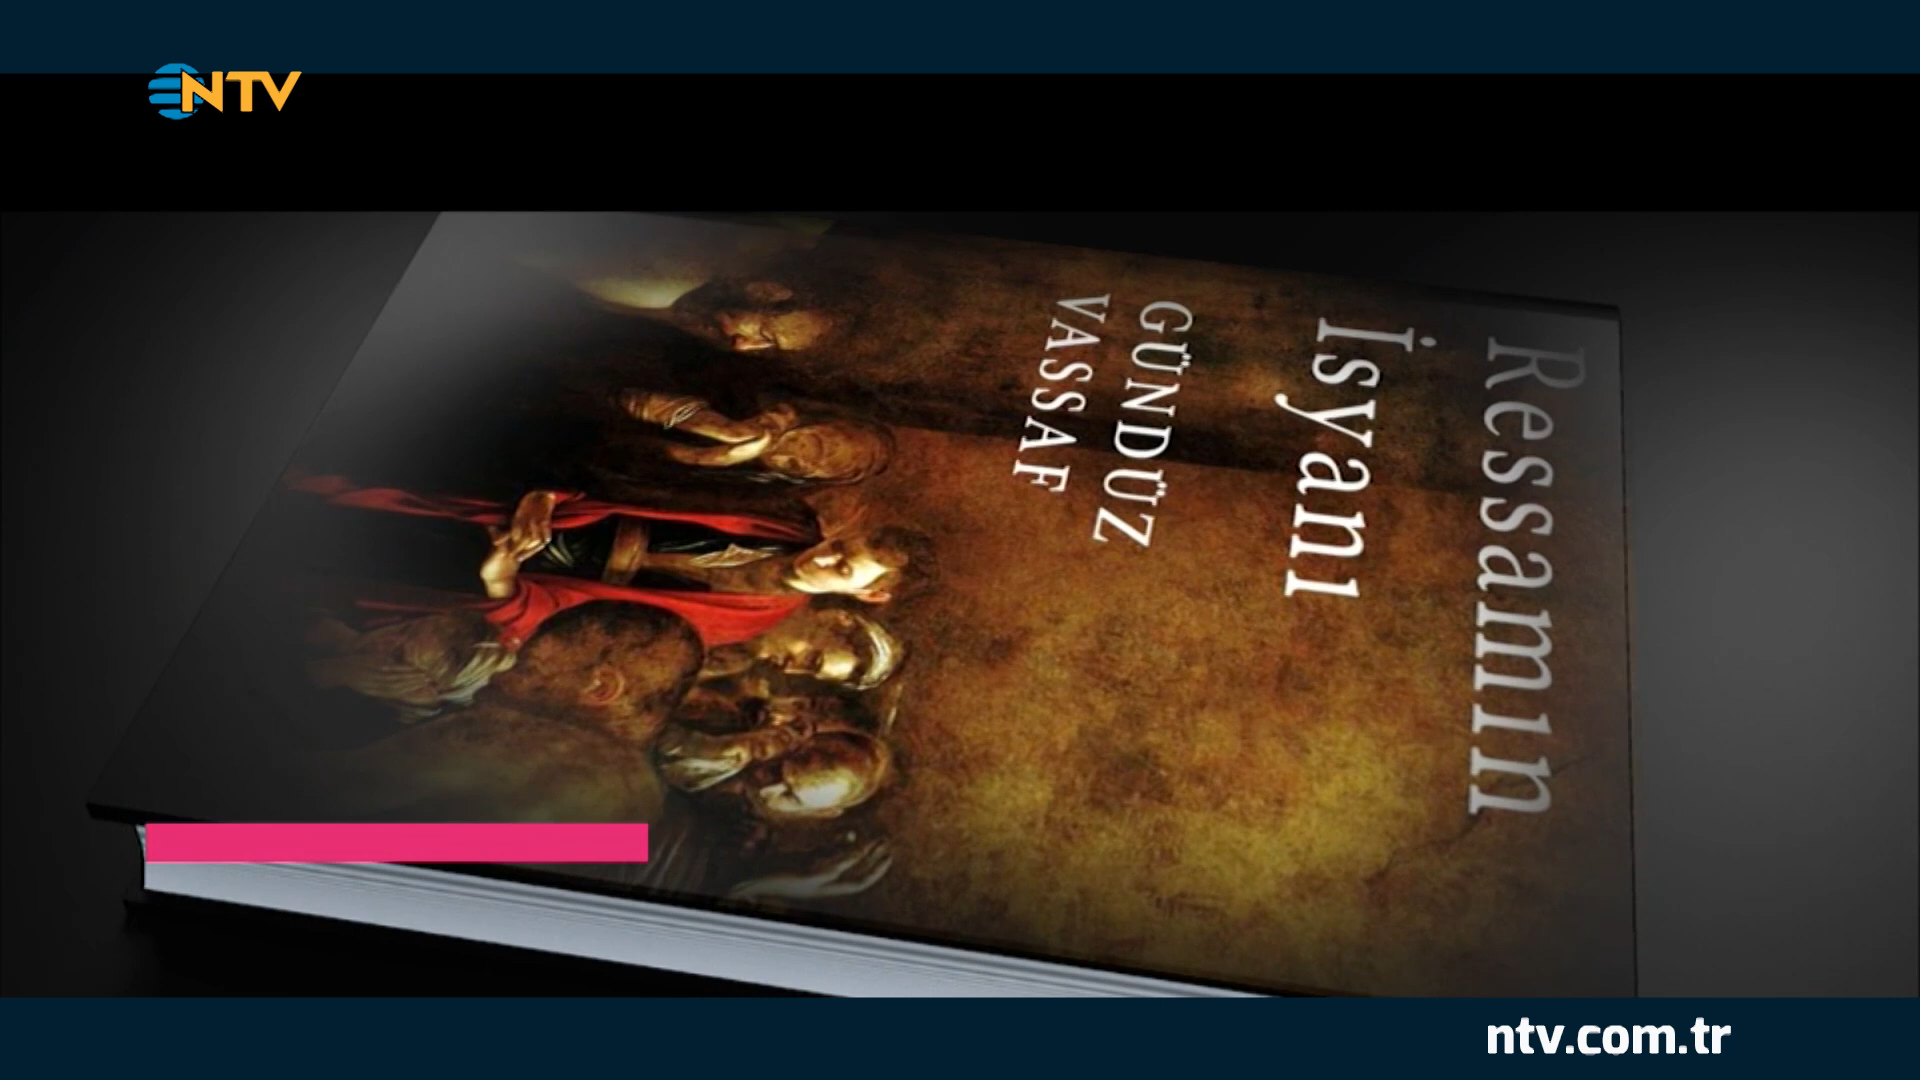 NTV
Ressamın
İsyanı
GÜNDÜZ
VASSAF
ntv.com.tr